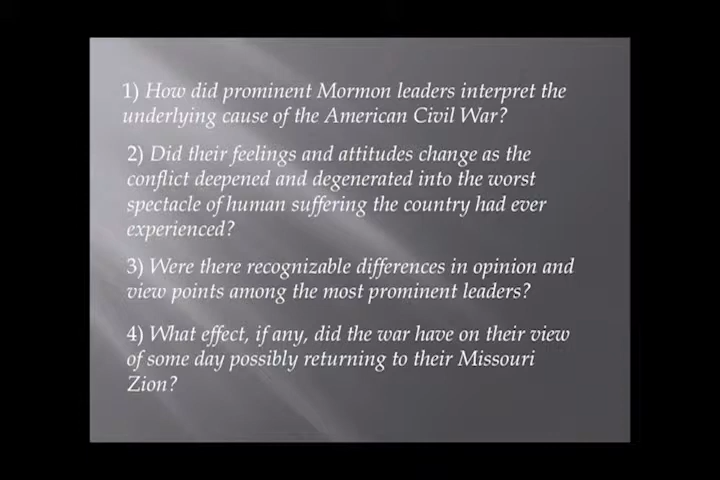 1) How did prominent Mormon leaders interpret the
underlying cause of the American Civil War?
2) Did their feelings and attitudes change as the
conflict deepened and degenerated into the worst
spectacle of human suffering the country had ever
experienced?
3) Were there recognizable differences in opinion and
view points among the most prominent leaders?
4) What effect, if any, did the war have on their view
of some day possibly returning to their Missouri
Zion?